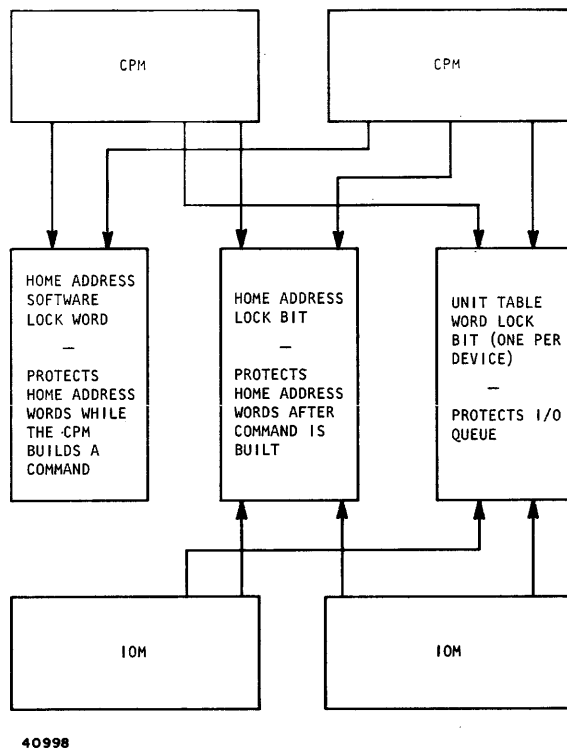 CPM
CPM
HOME ADDRESS
SOFTWARE
LOCK WORD
—
PROTECTS
HOME ADDRESS
WORDS WHILE
THE CPM
BUILDS A
COMMAND
HOME ADDRESS
LOCK BIT
—
PROTECTS
HOME ADDRESS
WORDS AFTER
COMMAND IS
BUILT
UNIT TABLE
WORD LOCK
BIT (ONE PER
DEVICE)
—
PROTECTS I/O
QUEUE
IOM
IOM
40998